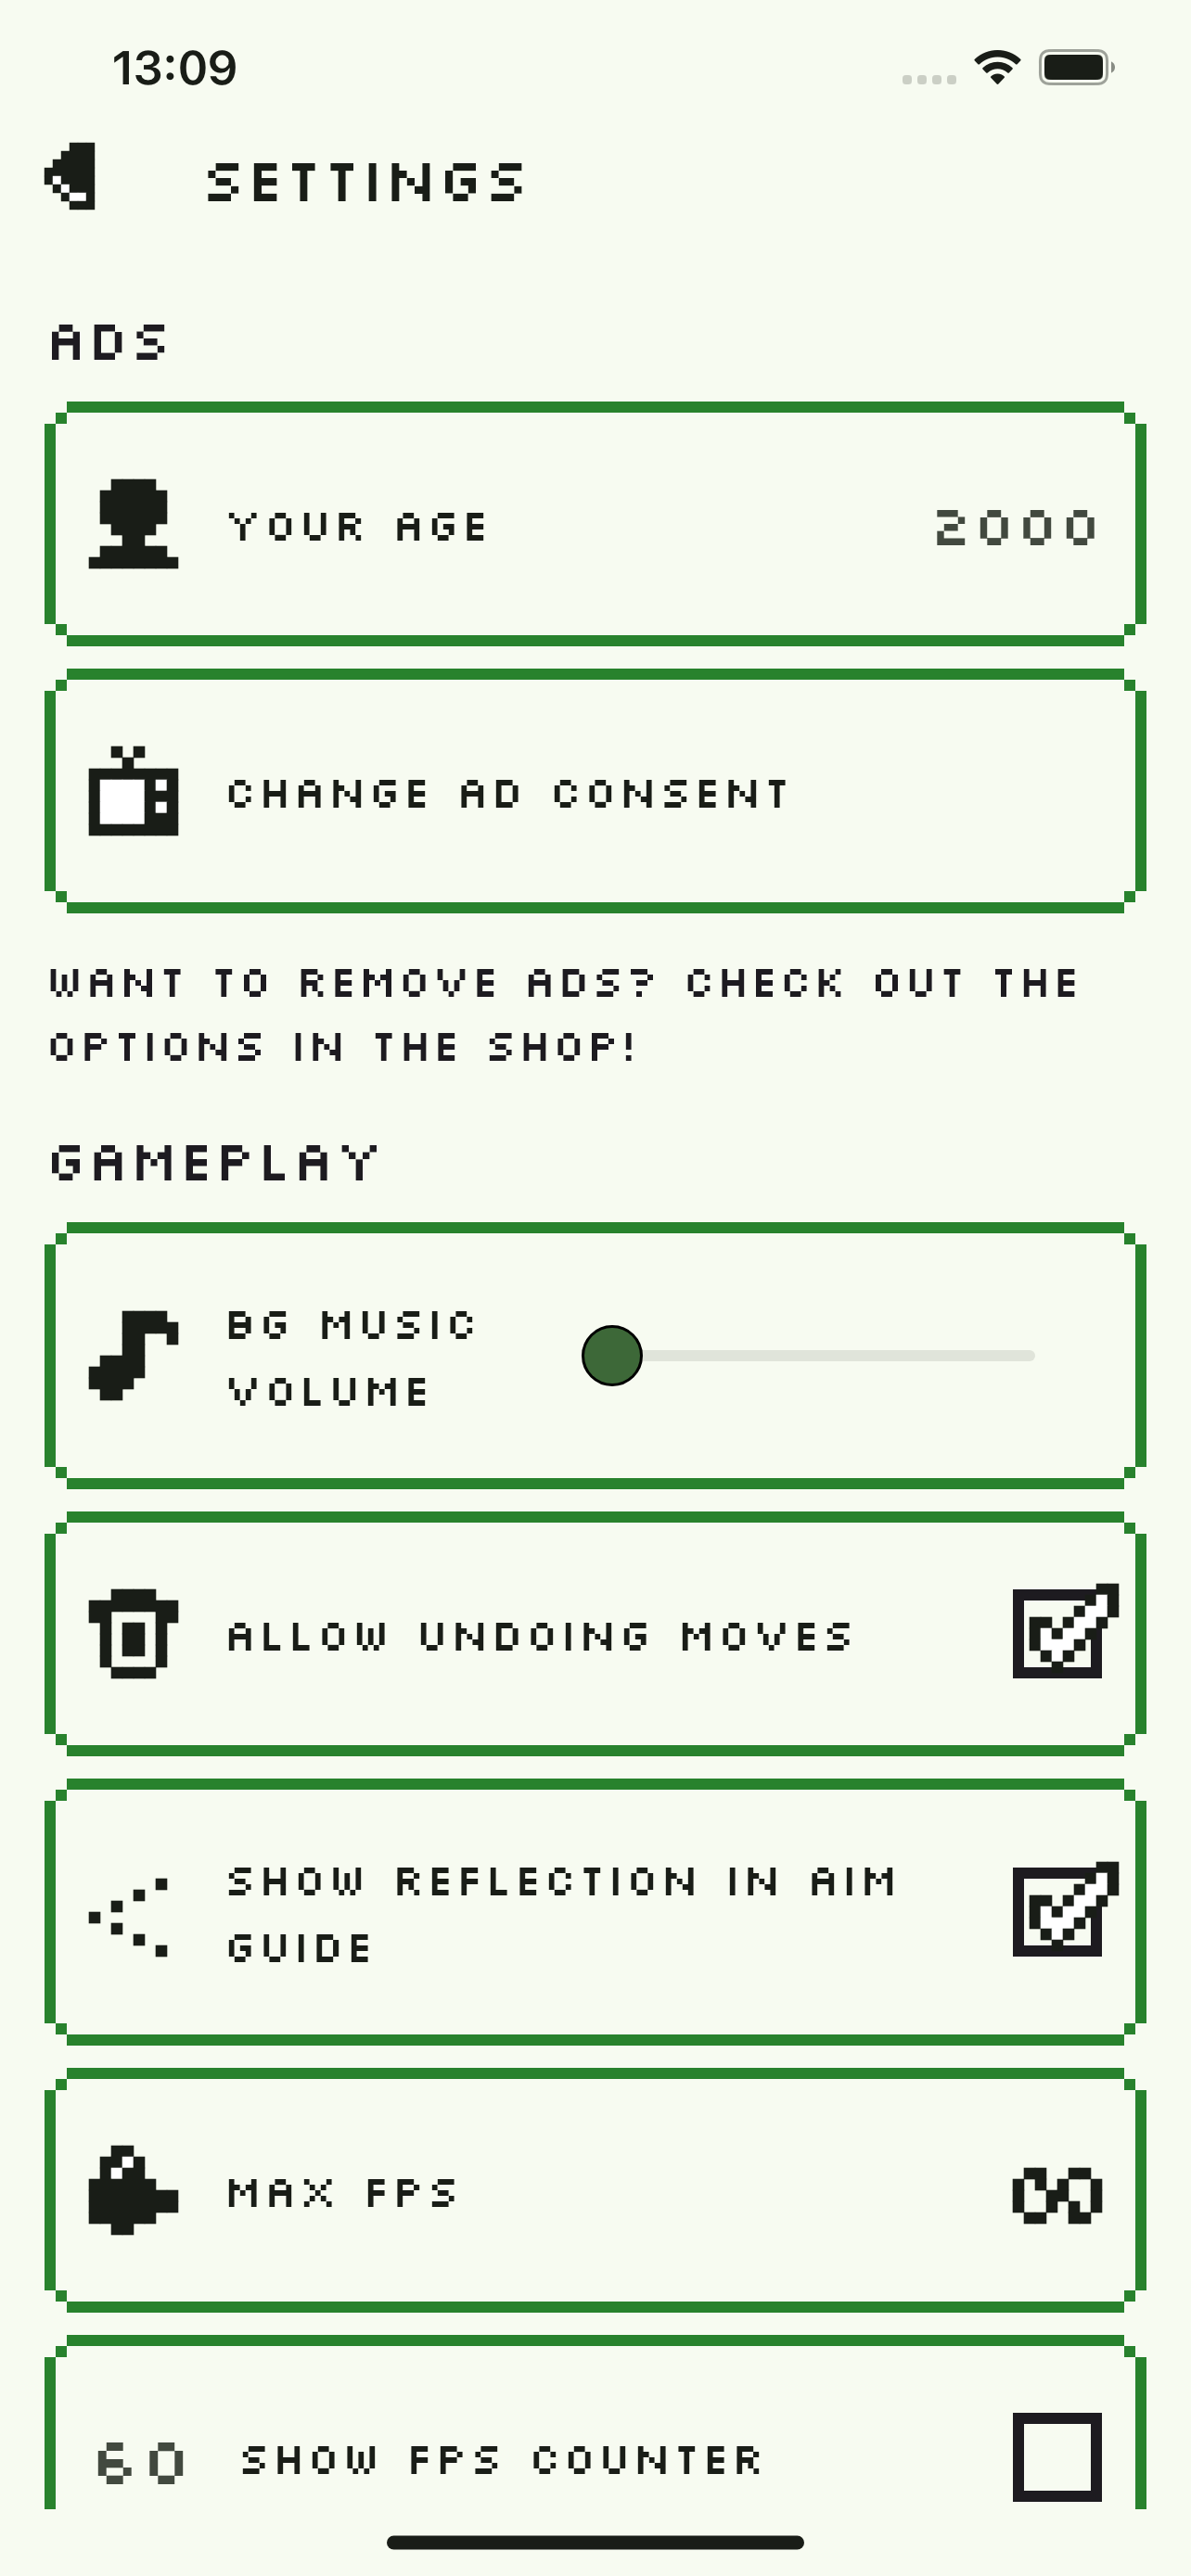 13:09
SETTINGS
ADS
YOUR AGE 2000
CHANGE AD CONSENT
WANT TO REMOVE ADS? CHECK OUT THE
OPTIONS IN THE SHOP!
GAMEPLAY
BG MUSIC
VOLUME
ALLOW UNDOING MOVES
SHOW REFLECTION IN AIM
GUIDE
MAX FPS ∞
60 SHOW FPS COUNTER